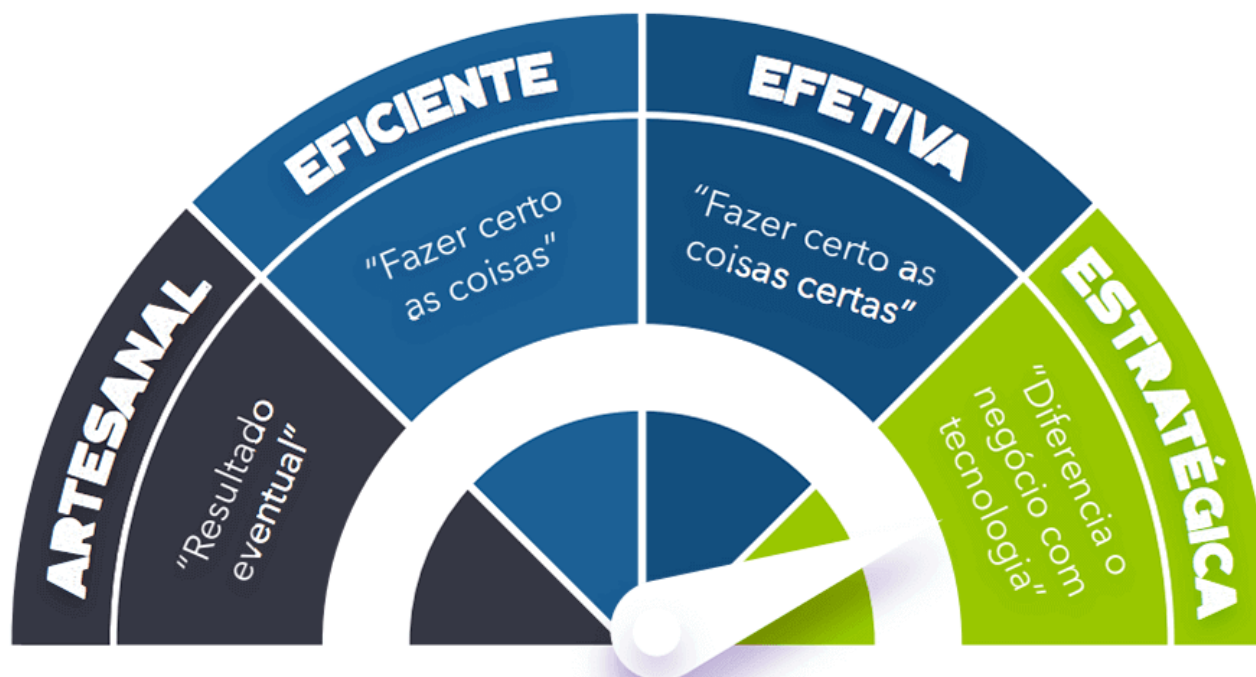 ARTESANAL
“Resultado
eventual”
EFICIENTE
“Fazer certo
as coisas”
EFETIVA
“Fazer certo as
coisas certas”
ESTRATÉGICA
“Diferencia o
negócio com
tecnologia”